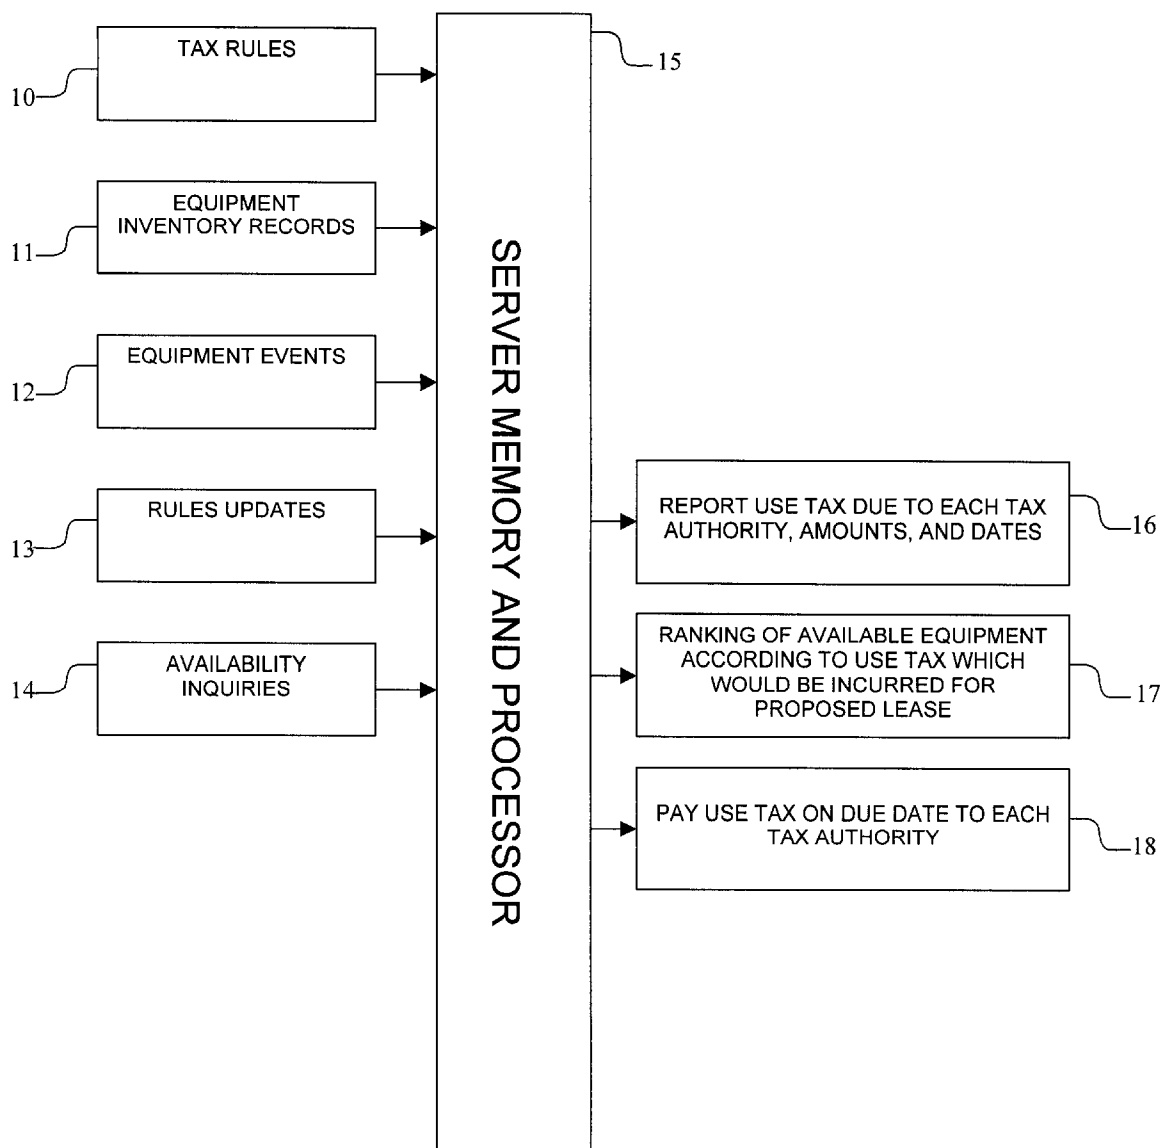 TAX RULES
10
EQUIPMENT
INVENTORY RECORDS
11
EQUIPMENT EVENTS
12
RULES UPDATES
13
AVAILABILITY
INQUIRIES
14
SERVER MEMORY AND PROCESSOR
15
REPORT USE TAX DUE TO EACH TAX
AUTHORITY, AMOUNTS, AND DATES
16
RANKING OF AVAILABLE EQUIPMENT
ACCORDING TO USE TAX WHICH
WOULD BE INCURRED FOR
PROPOSED LEASE
17
PAY USE TAX ON DUE DATE TO EACH
TAX AUTHORITY
18